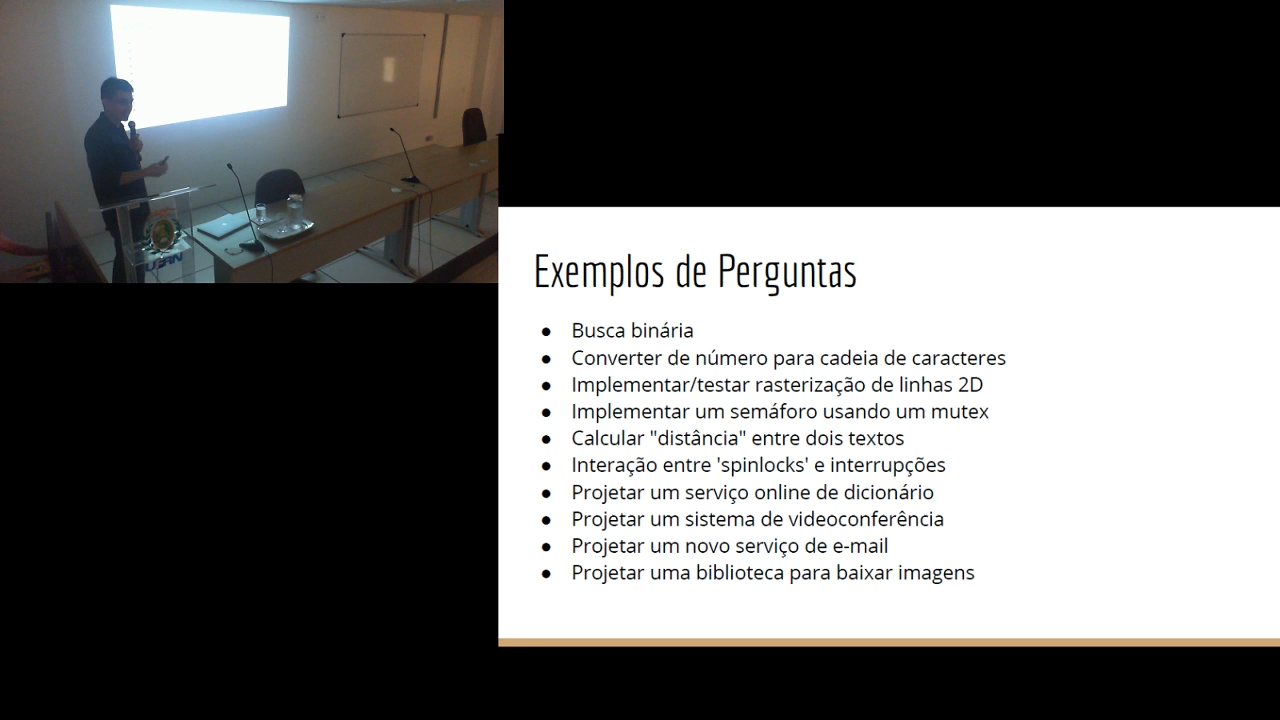 Exemplos de Perguntas
● Busca binária
● Converter de número para cadeia de caracteres
● Implementar/testar rasterização de linhas 2D
● Implementar um semáforo usando um mutex
● Calcular "distância" entre dois textos
● Interação entre 'spinlocks' e interrupções
● Projetar um serviço online de dicionário
● Projetar um sistema de videoconferência
● Projetar um novo serviço de e-mail
● Projetar uma biblioteca para baixar imagens